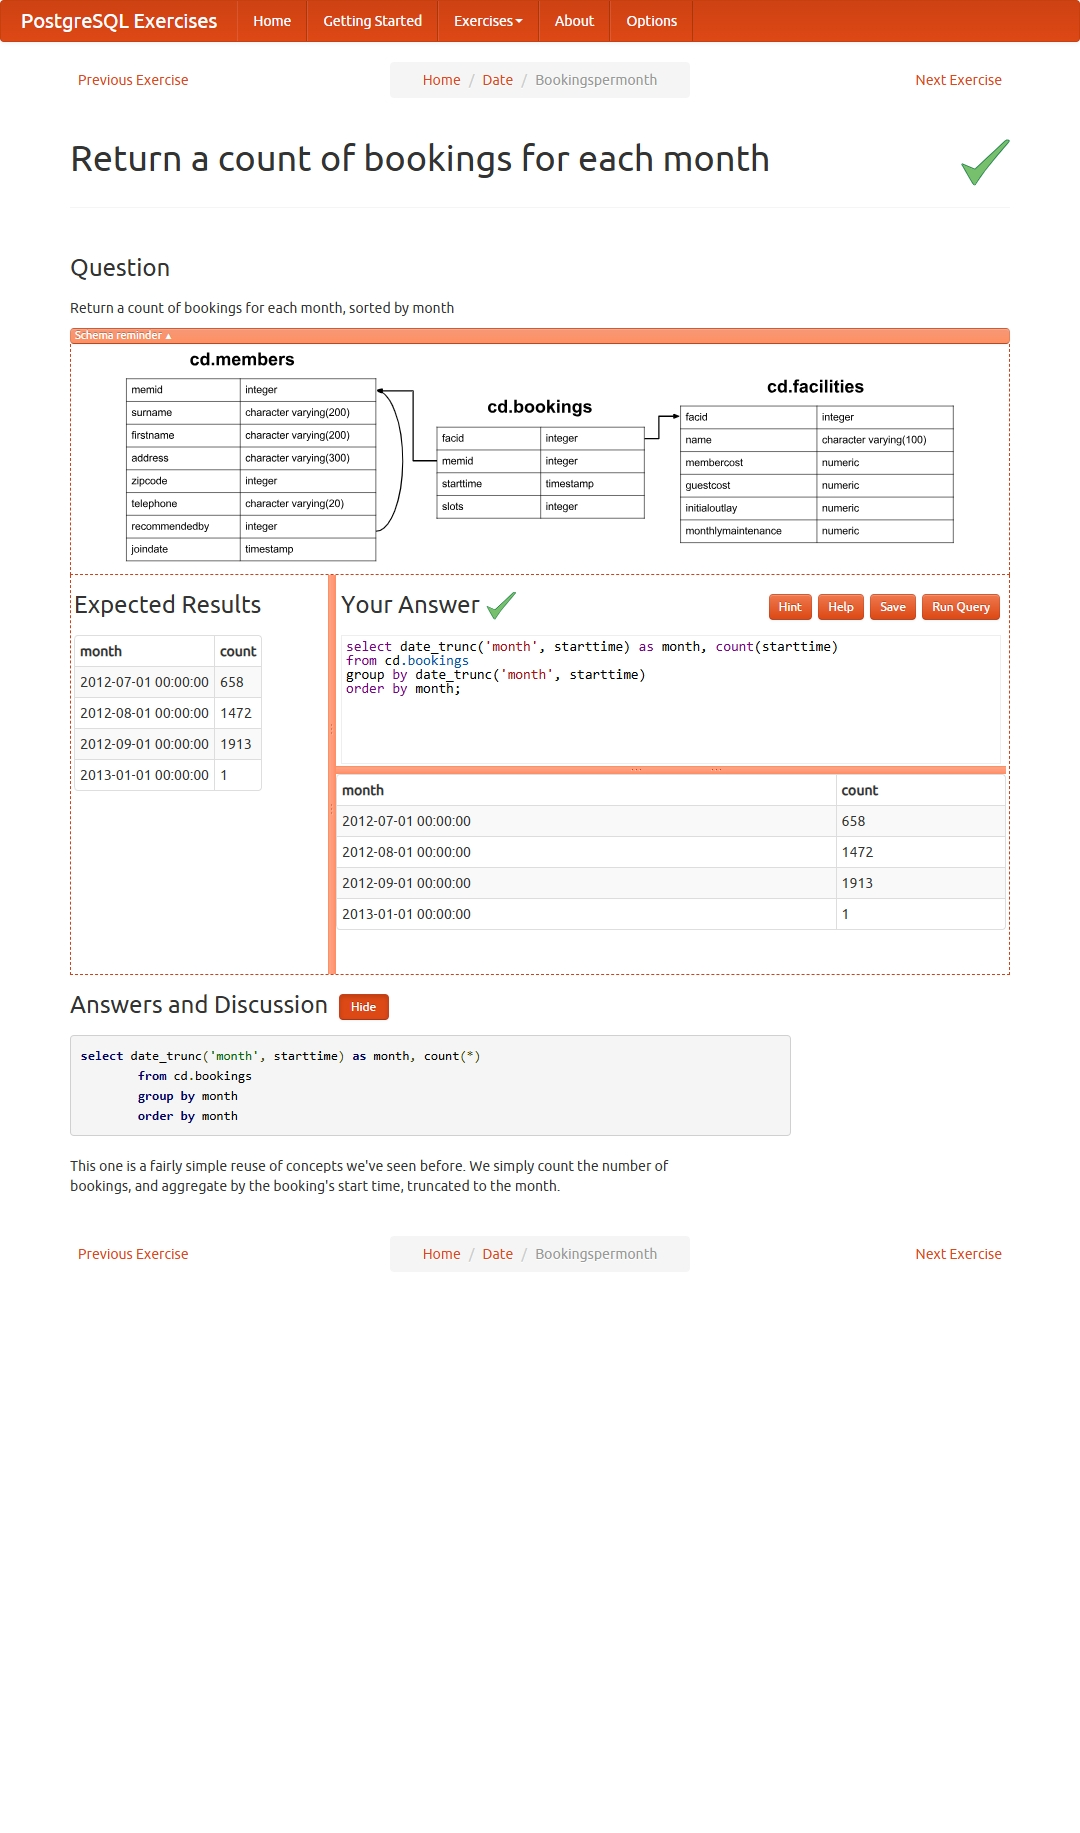 PostgreSQL Exercises Home Getting Started Exercises About Options
Previous Exercise Home / Date / Bookingspermonth Next Exercise
Return a count of bookings for each month
Question
Return a count of bookings for each month, sorted by month
Schema reminder
cd.members
memid integer
surname character varying(200)
firstname character varying(200)
address character varying(300)
zipcode integer
telephone character varying(20)
recommendedby integer
joindate timestamp
cd.bookings
facid integer
memid integer
starttime timestamp
slots integer
cd.facilities
facid integer
name character varying(100)
membercost numeric
guestcost numeric
initialoutlay numeric
monthlymaintenance numeric
Expected Results
month count
2012-07-01 00:00:00 658
2012-08-01 00:00:00 1472
2012-09-01 00:00:00 1913
2013-01-01 00:00:00 1
Your Answer
Hint Help Save Run Query
select date_trunc('month', starttime) as month, count(starttime)
from cd.bookings
group by date_trunc('month', starttime)
order by month;
month count
2012-07-01 00:00:00 658
2012-08-01 00:00:00 1472
2012-09-01 00:00:00 1913
2013-01-01 00:00:00 1
Answers and Discussion Hide
select date_trunc('month', starttime) as month, count(*)
from cd.bookings
group by month
order by month
This one is a fairly simple reuse of concepts we've seen before. We simply count the number of
bookings, and aggregate by the booking's start time, truncated to the month.
Previous Exercise Home / Date / Bookingspermonth Next Exercise